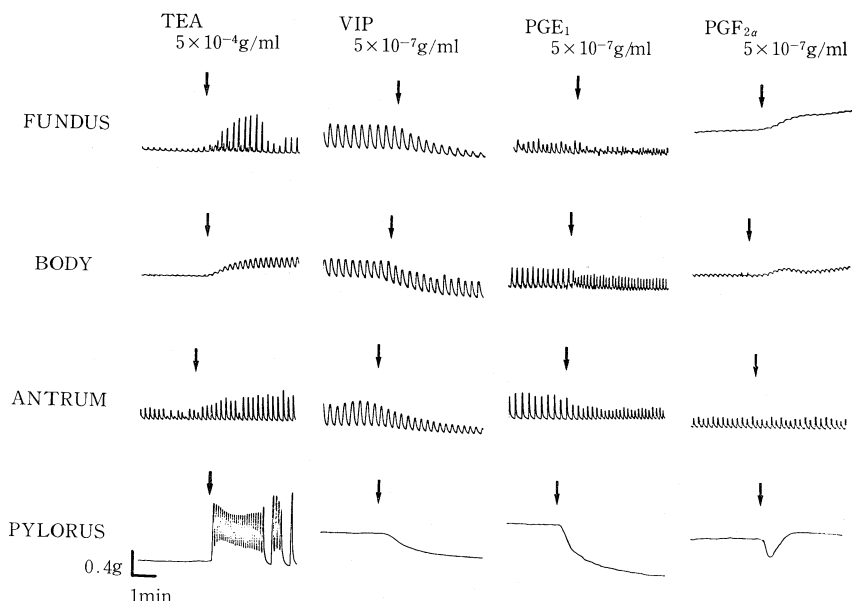 TEA VIP PGE₁ PGF₂α
5×10⁻⁴g/ml 5×10⁻⁷g/ml 5×10⁻⁷g/ml 5×10⁻⁷g/ml
FUNDUS
BODY
ANTRUM
PYLORUS
0.4g
1min